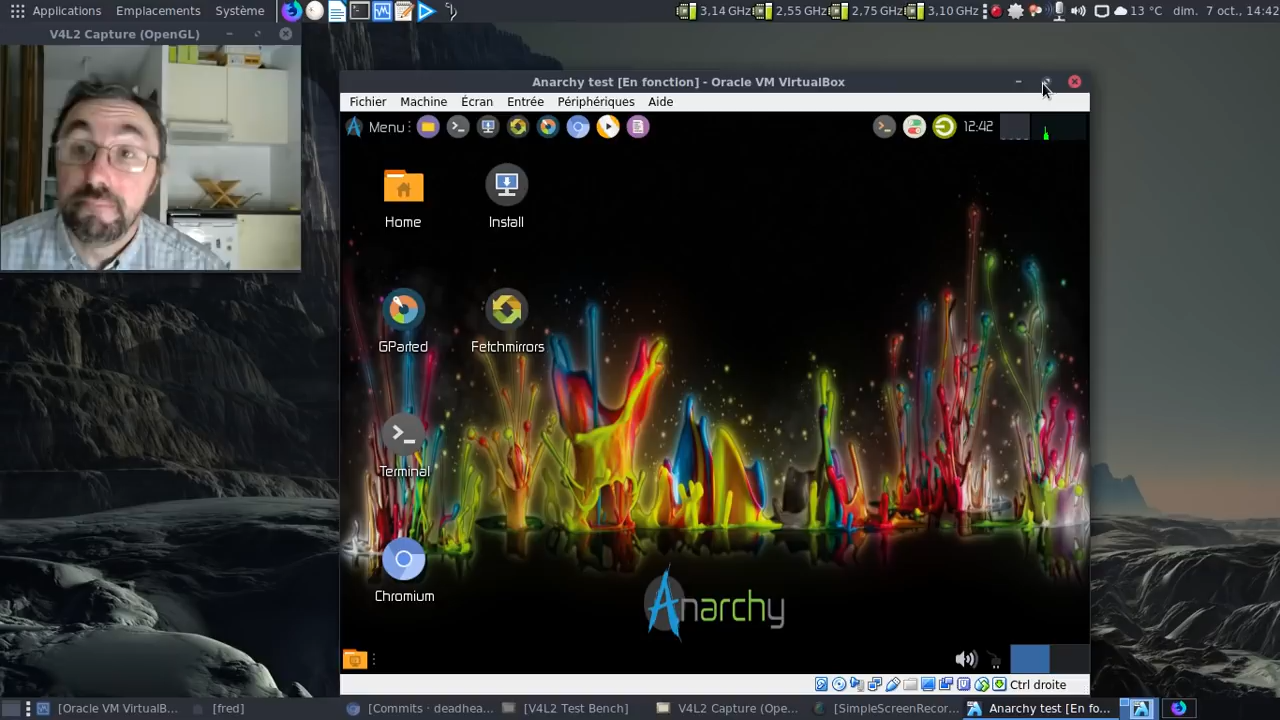 Applications Emplacements Système
3,14 GHz 2,55 GHz 2,75 GHz 3,10 GHz 13 °C dim. 7 oct., 14:42
V4L2 Capture (OpenGL)
Anarchy test [En fonction] - Oracle VM VirtualBox
Fichier Machine Écran Entrée Périphériques Aide
Menu
12:42
Home
Install
GParted
Fetchmirrors
Terminal
Chromium
Anarchy
Ctrl droite
[Oracle VM VirtualB... [fred] [Commits · deadhea... [V4L2 Test Bench] V4L2 Capture (Ope... [SimpleScreenRecor... Anarchy test [En fo...